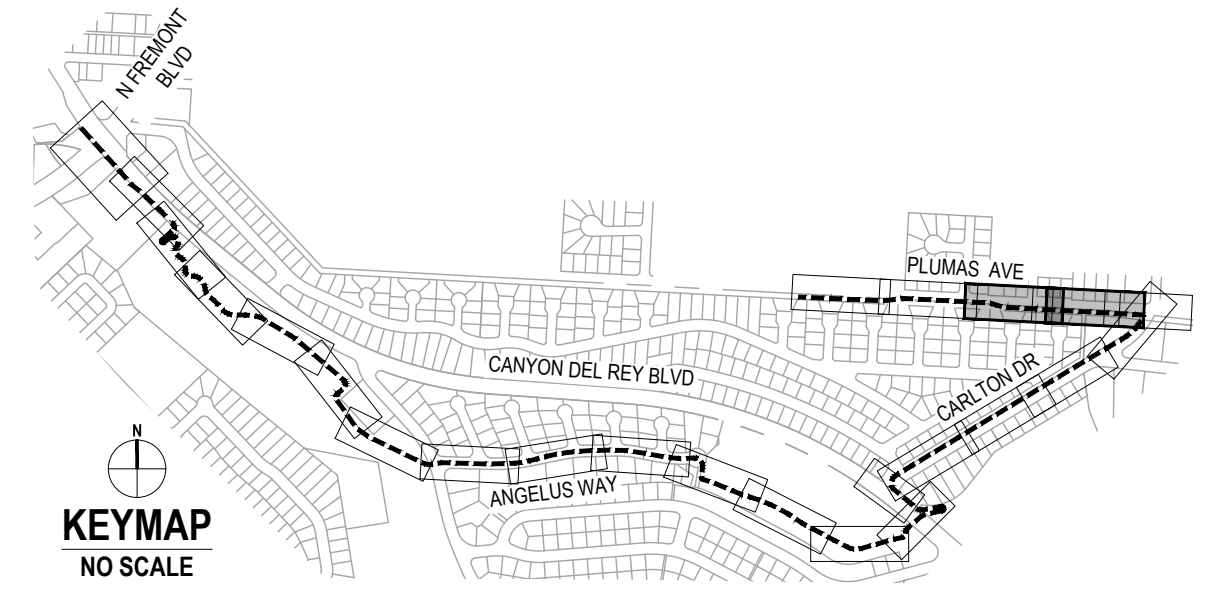 N FREMONT
BLVD
PLUMAS AVE
CANYON DEL REY BLVD
CARLTON DR
ANGELUS WAY
N
KEYMAP
NO SCALE